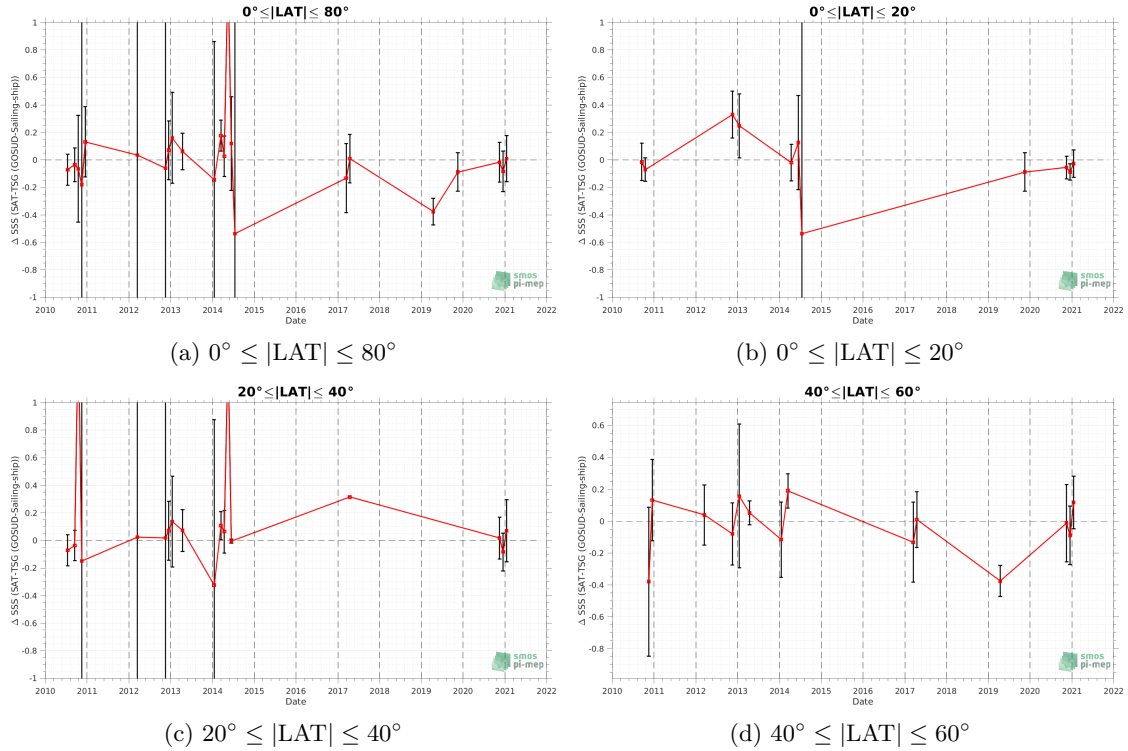 0°≤|LAT|≤ 80°
Δ SSS (SAT-TSG (GOSUD-Sailing-ship))
1
0.8
0.6
0.4
0.2
0
-0.2
-0.4
-0.6
-0.8
-1
2010 2011 2012 2013 2014 2015 2016 2017 2018 2019 2020 2021 2022
Date
smos
pi-mep
(a) 0° ≤ |LAT| ≤ 80°
0°≤|LAT|≤ 20°
Δ SSS (SAT-TSG (GOSUD-Sailing-ship))
1
0.8
0.6
0.4
0.2
0
-0.2
-0.4
-0.6
-0.8
-1
2010 2011 2012 2013 2014 2015 2016 2017 2018 2019 2020 2021 2022
Date
smos
pi-mep
(b) 0° ≤ |LAT| ≤ 20°
20°≤|LAT|≤ 40°
Δ SSS (SAT-TSG (GOSUD-Sailing-ship))
1
0.8
0.6
0.4
0.2
0
-0.2
-0.4
-0.6
-0.8
-1
2010 2011 2012 2013 2014 2015 2016 2017 2018 2019 2020 2021 2022
Date
smos
pi-mep
(c) 20° ≤ |LAT| ≤ 40°
40°≤|LAT|≤ 60°
Δ SSS (SAT-TSG (GOSUD-Sailing-ship))
0.6
0.4
0.2
0
-0.2
-0.4
-0.6
-0.8
2010 2011 2012 2013 2014 2015 2016 2017 2018 2019 2020 2021 2022
Date
smos
pi-mep
(d) 40° ≤ |LAT| ≤ 60°